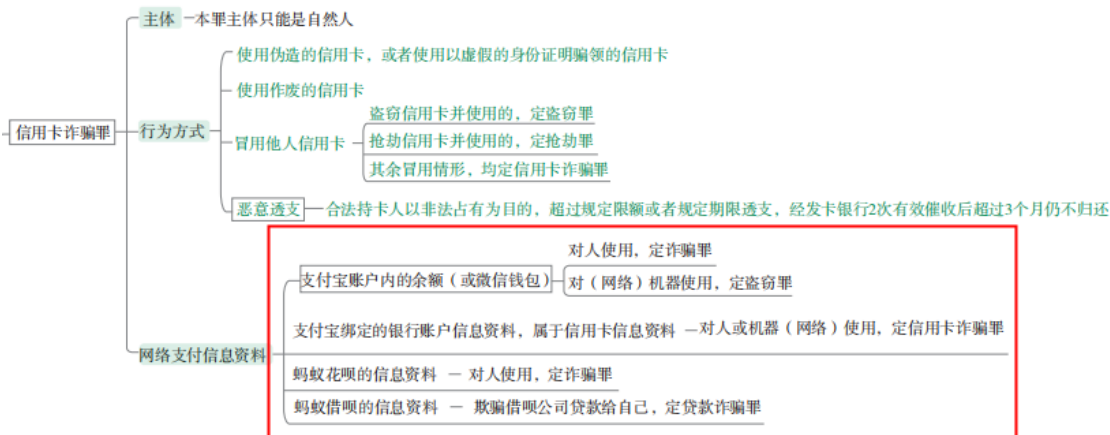 信用卡诈骗罪
主体
本罪主体只能是自然人
行为方式
使用伪造的信用卡，或者使用以虚假的身份证明骗领的信用卡
使用作废的信用卡
冒用他人信用卡
盗窃信用卡并使用的，定盗窃罪
抢劫信用卡并使用的，定抢劫罪
其余冒用情形，均定信用卡诈骗罪
恶意透支
合法持卡人以非法占有为目的，超过规定限额或者规定期限透支，经发卡银行2次有效催收后超过3个月仍不归还
网络支付信息资料
支付宝账户内的余额（或微信钱包）
对人使用，定诈骗罪
对（网络）机器使用，定盗窃罪
支付宝绑定的银行账户信息资料，属于信用卡信息资料
对人或机器（网络）使用，定信用卡诈骗罪
蚂蚁花呗的信息资料
对人使用，定诈骗罪
蚂蚁借呗的信息资料
欺骗借呗公司贷款给自己，定贷款诈骗罪